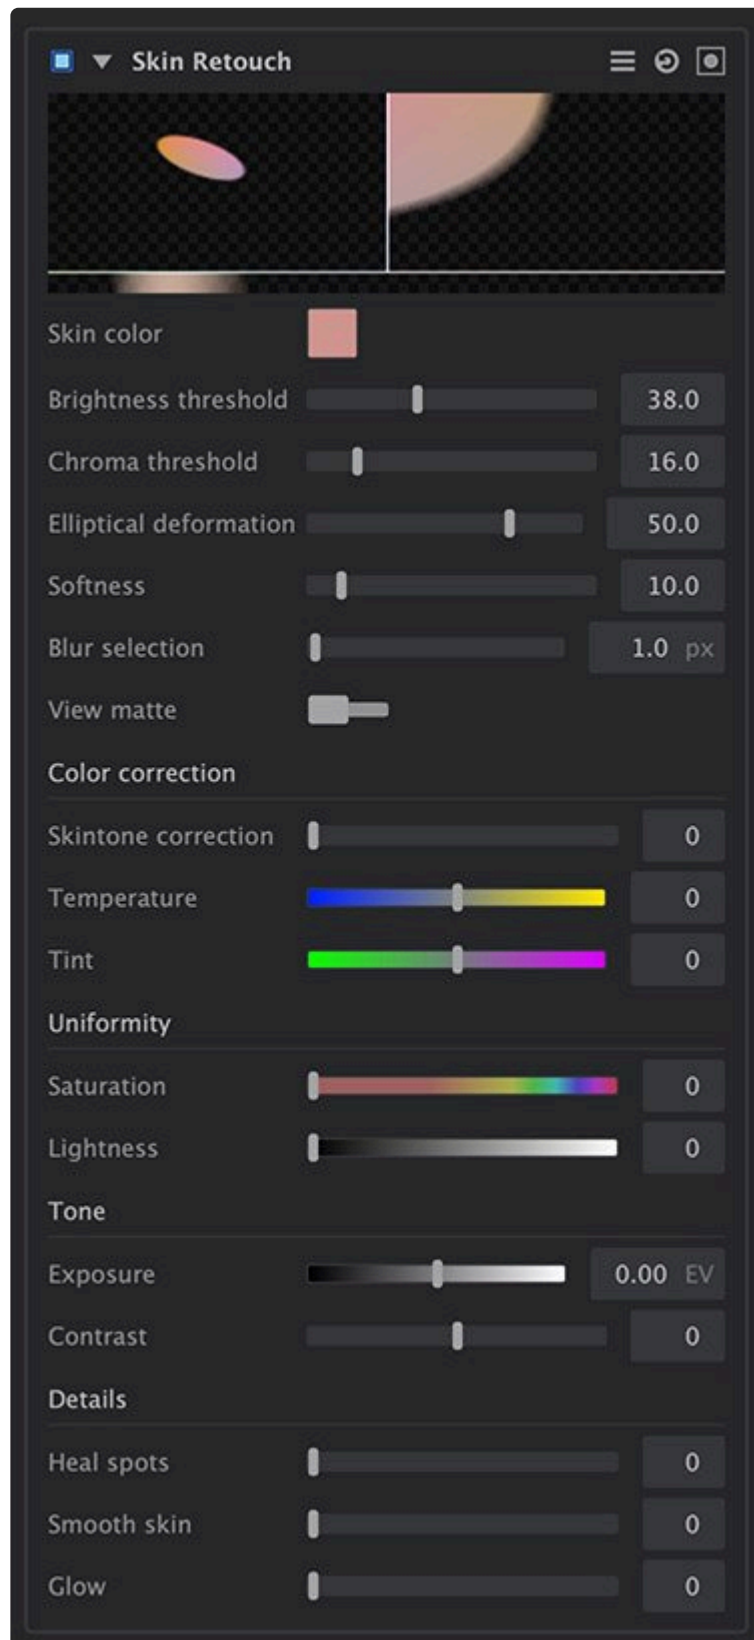 Skin Retouch
Skin color
Brightness threshold 38.0
Chroma threshold 16.0
Elliptical deformation 50.0
Softness 10.0
Blur selection 1.0 px
View matte
Color correction
Skintone correction 0
Temperature 0
Tint 0
Uniformity
Saturation 0
Lightness 0
Tone
Exposure 0.00 EV
Contrast 0
Details
Heal spots 0
Smooth skin 0
Glow 0